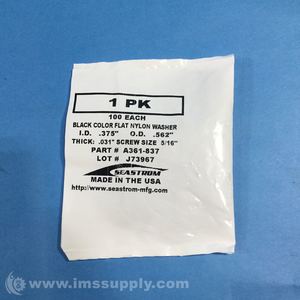 1 PK
100 EACH
BLACK COLOR FLAT NYLON WASHER
I.D. .375" O.D. .562"
THICK: .031" SCREW SIZE 5/16"
PART # A361-837
LOT # J73967
SEASTROM
MADE IN THE USA
http://www.seastrom-mfg.com
© www.imssupply.com